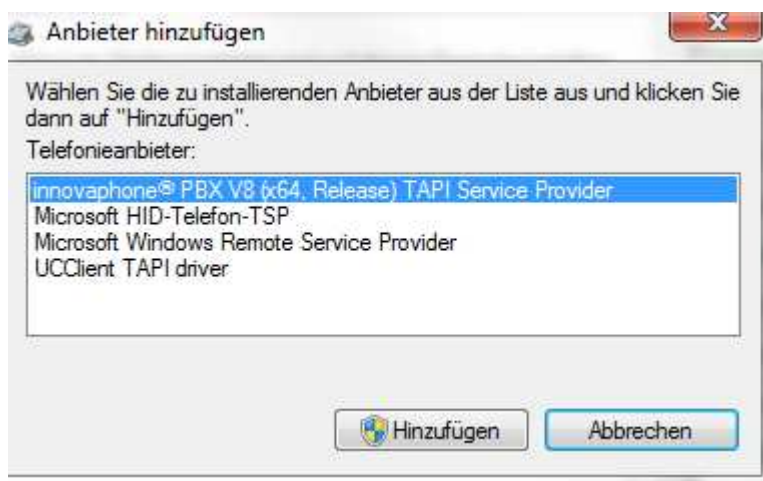 Anbieter hinzufügen
Wählen Sie die zu installierenden Anbieter aus der Liste aus und klicken Sie
dann auf "Hinzufügen".
Telefonieanbieter:
innovaphone® PBX V8 (x64, Release) TAPI Service Provider
Microsoft HID-Telefon-TSP
Microsoft Windows Remote Service Provider
UCClient TAPI driver
Hinzufügen Abbrechen